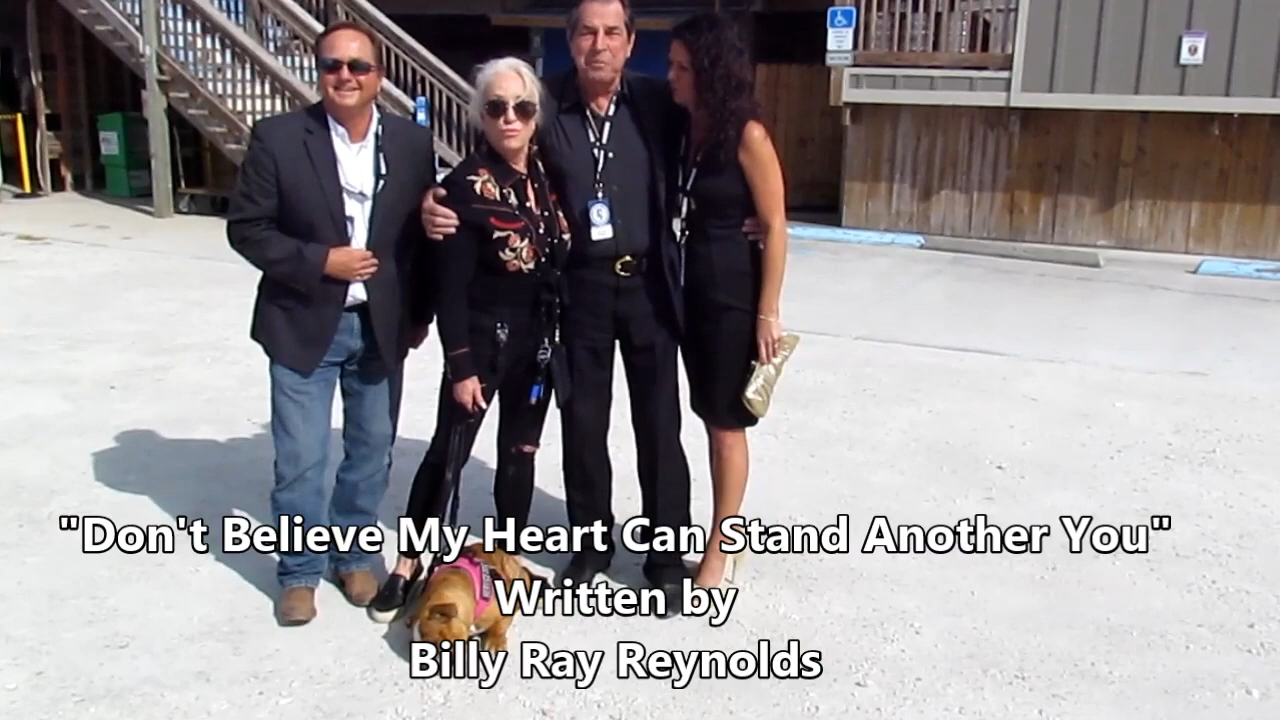 "Don't Believe My Heart Can Stand Another You"
Written by
Billy Ray Reynolds